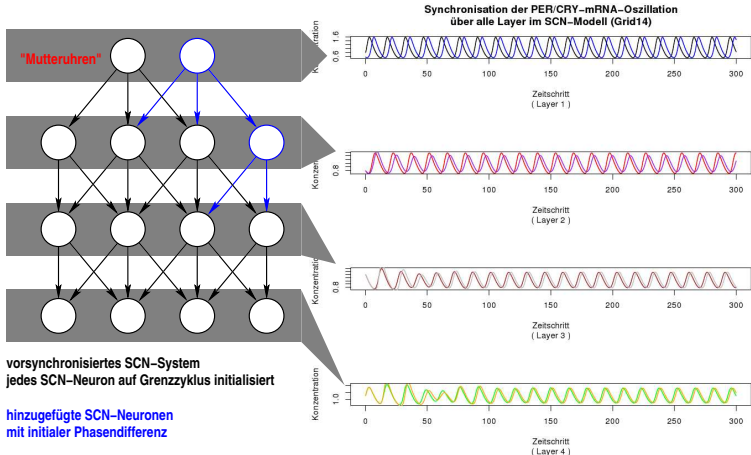 Synchronisation der PER/CRY−mRNA−Oszillation
über alle Layer im SCN−Modell (Grid14)
"Mutteruhren"
0.6 1.6
0 50 100 150 200 250 300
Zeitschritt
( Layer 1 )
0.8
0 50 100 150 200 250 300
Zeitschritt
( Layer 2 )
0.8
0 50 100 150 200 250 300
Zeitschritt
( Layer 3 )
Konzentration
1.0
0 50 100 150 200 250 300
Zeitschritt
( Layer 4 )
vorsynchronisiertes SCN−System
jedes SCN−Neuron auf Grenzzyklus initialisiert
hinzugefügte SCN−Neuronen
mit initialer Phasendifferenz